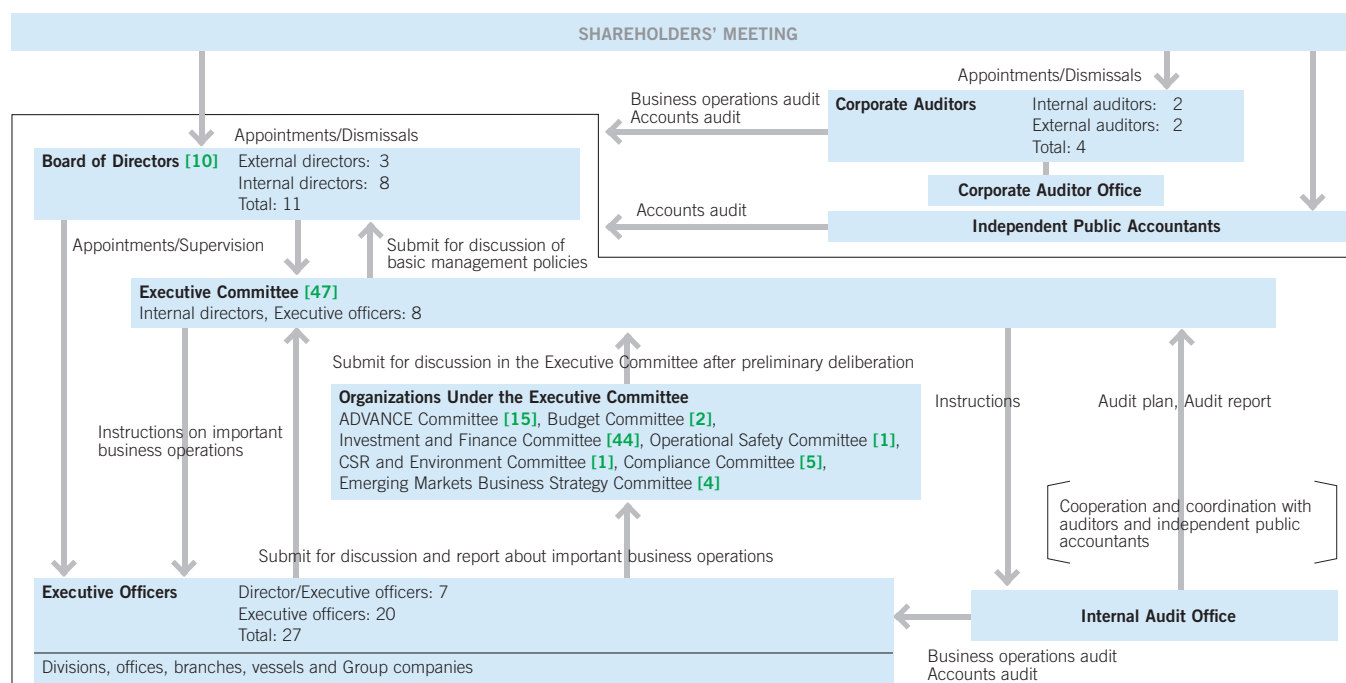 SHAREHOLDERS' MEETING
Appointments/Dismissals
Business operations audit
Accounts audit
Corporate Auditors
Internal auditors: 2
External auditors: 2
Total: 4
Corporate Auditor Office
Accounts audit
Independent Public Accountants
Appointments/Dismissals
Board of Directors [10]
External directors: 3
Internal directors: 8
Total: 11
Appointments/Supervision
Submit for discussion of
basic management policies
Executive Committee [47]
Internal directors, Executive officers: 8
Submit for discussion in the Executive Committee after preliminary deliberation
Organizations Under the Executive Committee
ADVANCE Committee [15], Budget Committee [2],
Investment and Finance Committee [44], Operational Safety Committee [1],
CSR and Environment Committee [1], Compliance Committee [5],
Emerging Markets Business Strategy Committee [4]
Instructions
Audit plan, Audit report
Instructions on important
business operations
Cooperation and coordination with
auditors and independent public
accountants
Submit for discussion and report about important business operations
Executive Officers
Director/Executive officers: 7
Executive officers: 20
Total: 27
Divisions, offices, branches, vessels and Group companies
Internal Audit Office
Business operations audit
Accounts audit